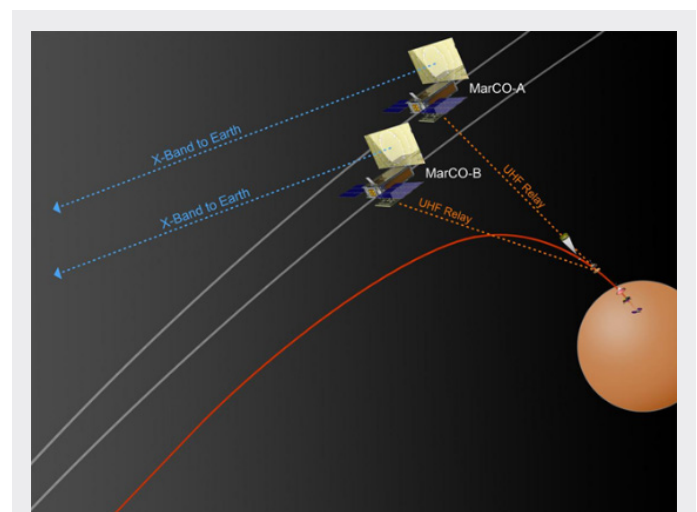 MarCO-A
X-Band to Earth
UHF Relay
MarCO-B
X-Band to Earth
UHF Relay